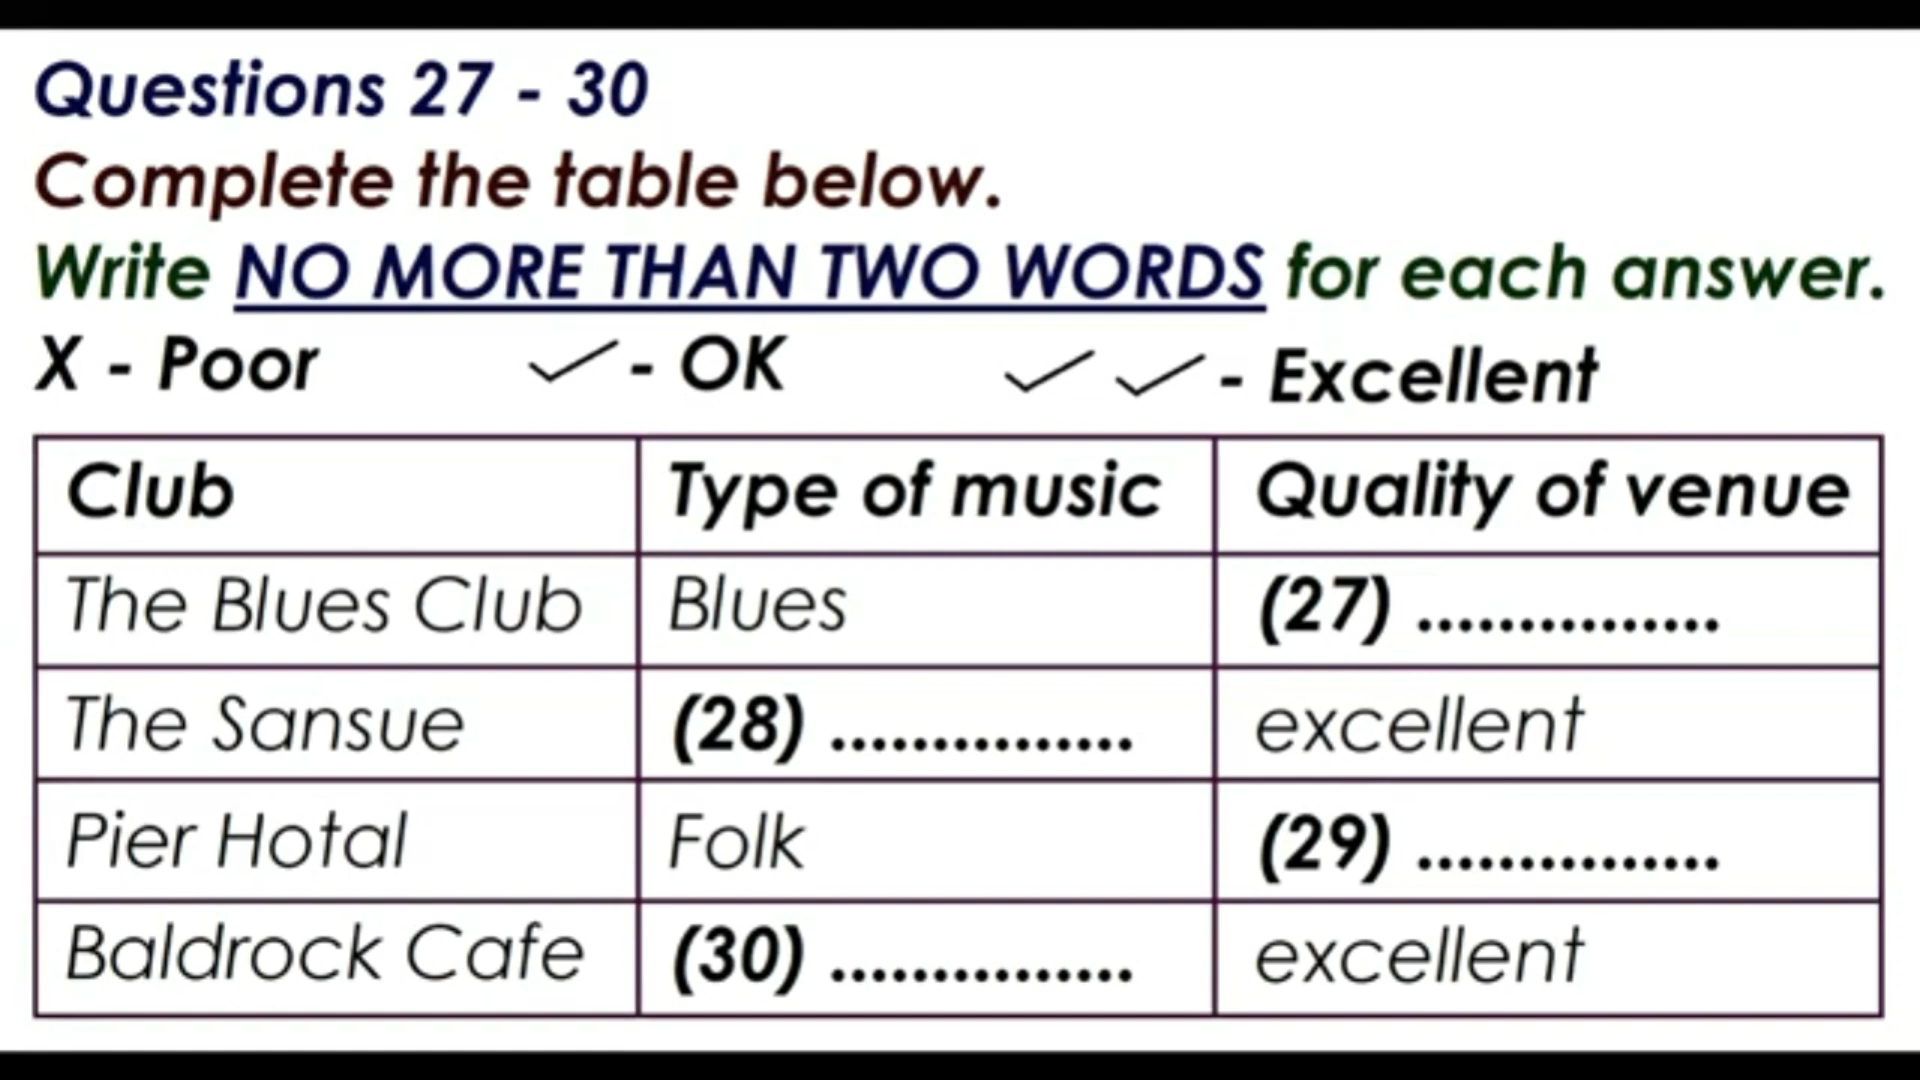 Questions 27 - 30
Complete the table below.
Write NO MORE THAN TWO WORDS for each answer.
X - Poor ✓ - OK ✓ ✓ - Excellent
Club Type of music Quality of venue
The Blues Club Blues (27) ...............
The Sansue (28) ............... excellent
Pier Hotal Folk (29) ...............
Baldrock Cafe (30) ............... excellent